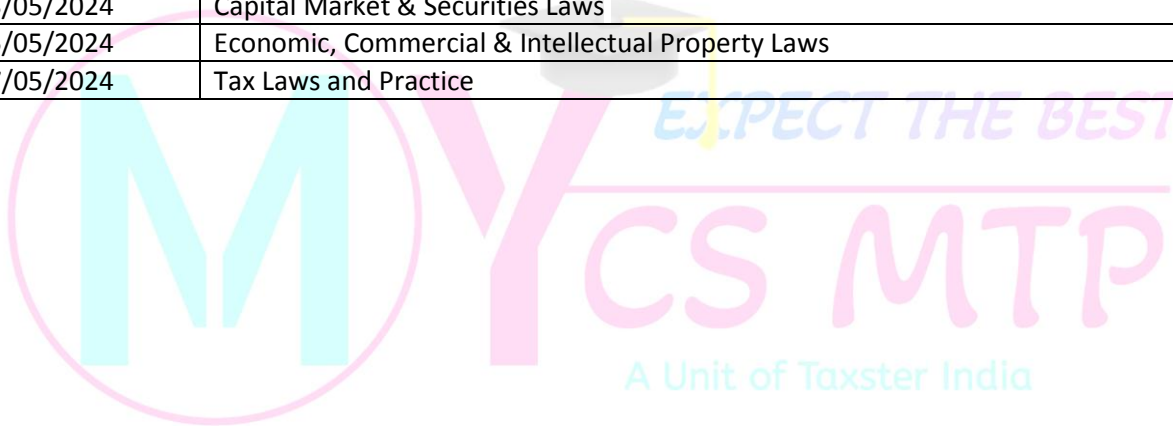 /05/2024 Capital Market & Securities Laws
/05/2024 Economic, Commercial & Intellectual Property Laws
/05/2024 Tax Laws and Practice
EXPECT THE BEST
MY CS MTP
A Unit of Taxster India